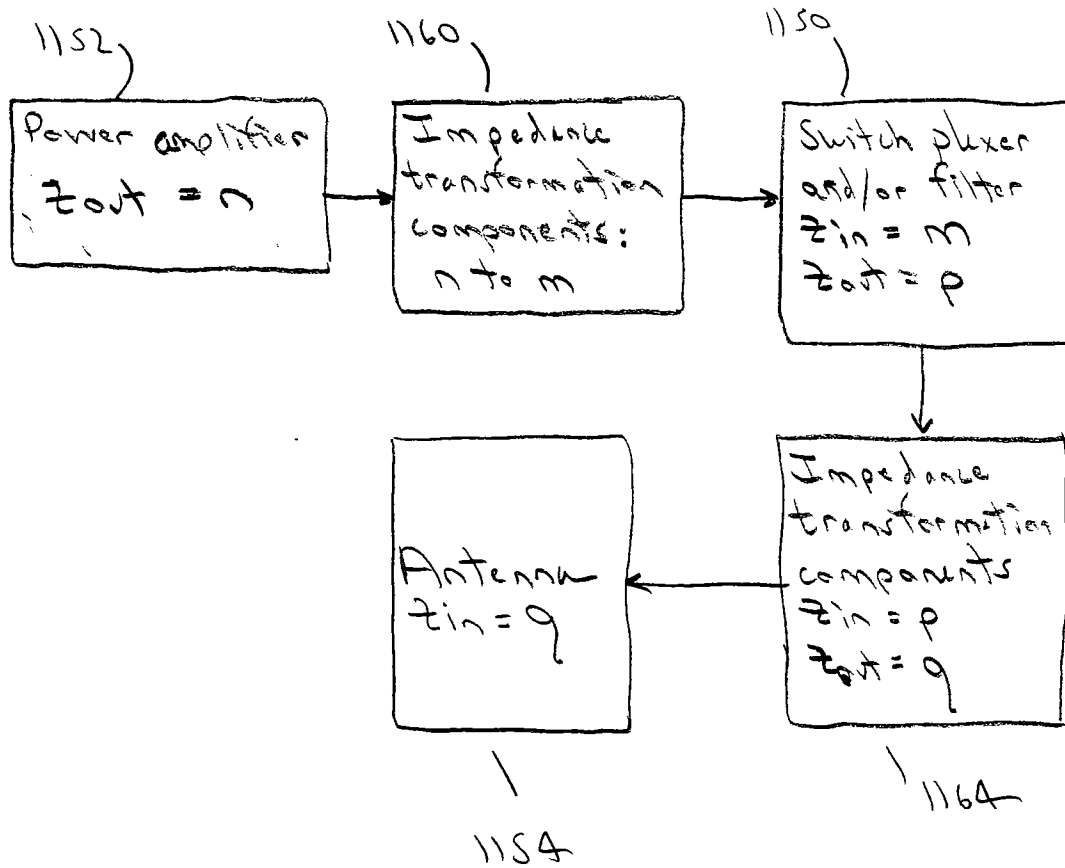 1152
1160
1150
Power amplifier
Zout = n
Impedance
transformation
components:
n to m
Switch plexer
and/or filter
Zin = m
Zout = p
Antenna
Zin = q
Impedance
transformation
components
Zin = p
Zout = q
1154
1164